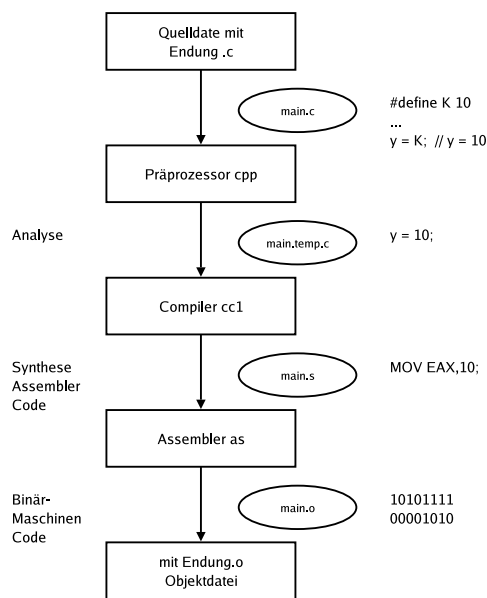 Quelldate mit
Endung .c
main.c
#define K 10
...
y = K;  // y = 10
Präprozessor cpp
Analyse
main.temp.c
y = 10;
Compiler cc1
Synthese
Assembler
Code
main.s
MOV EAX,10;
Assembler as
Binär-
Maschinen
Code
main.o
10101111
00001010
mit Endung.o
Objektdatei